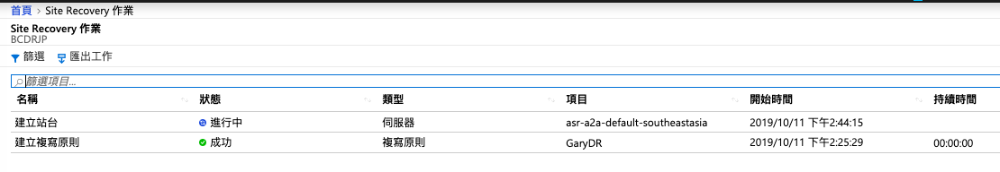 首頁 > Site Recovery 作業
Site Recovery 作業
BCDRJP
篩選 匯出工作
篩選項目...
名稱 狀態 類型 項目 開始時間 持續時間
建立站台 進行中 伺服器 asr-a2a-default-southeastasia 2019/10/11 下午2:44:15
建立複寫原則 成功 複寫原則 GaryDR 2019/10/11 下午2:25:29 00:00:00